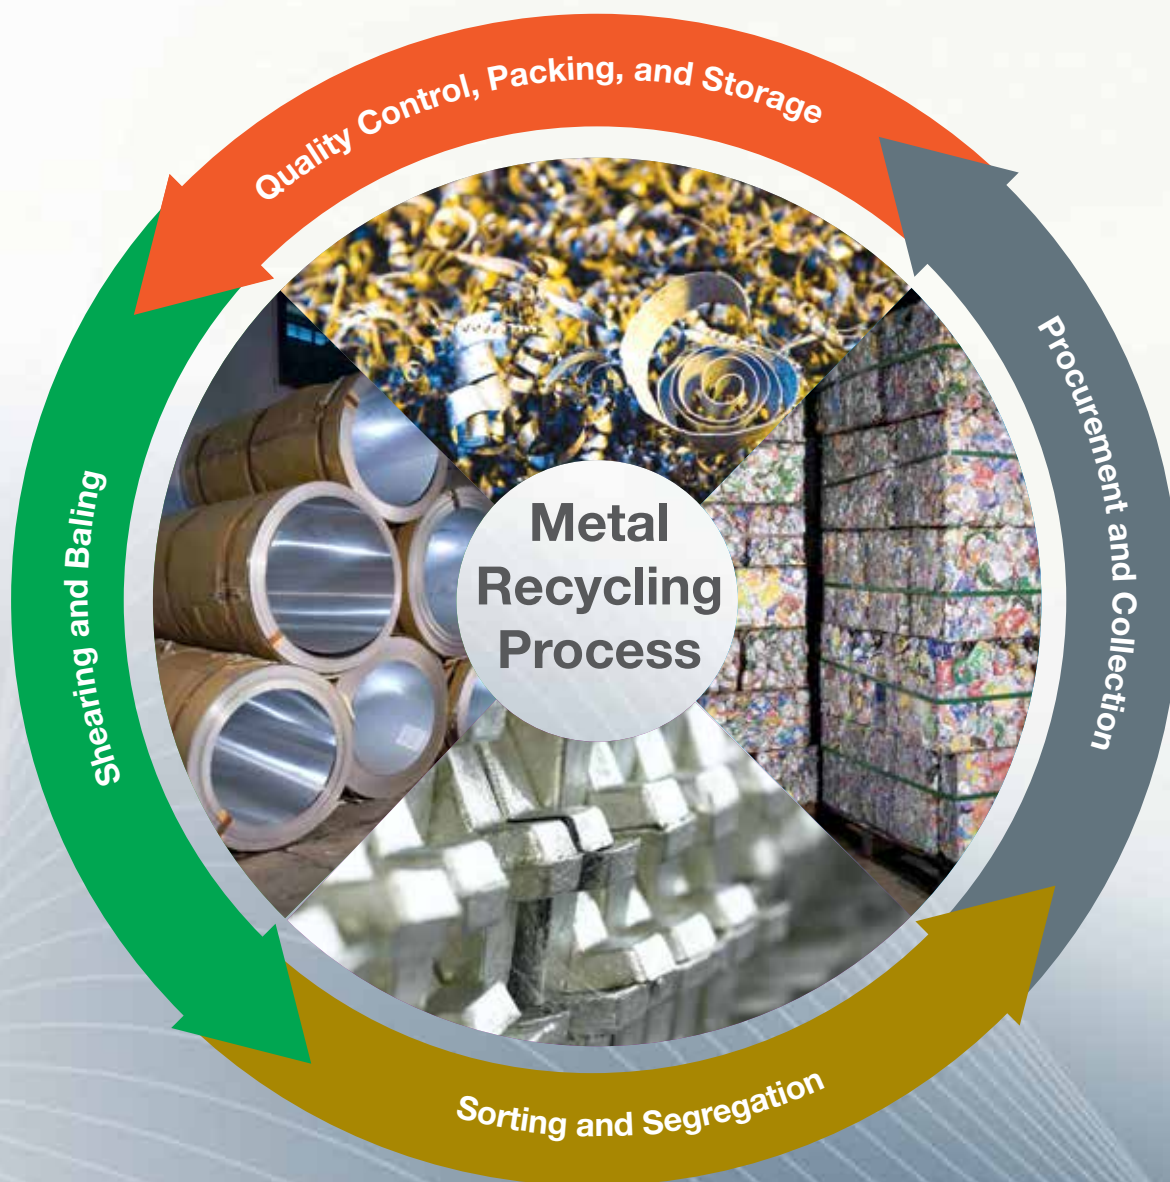 Quality Control, Packing, and Storage
Procurement and Collection
Metal
Recycling
Process
Shearing and Baling
Sorting and Segregation